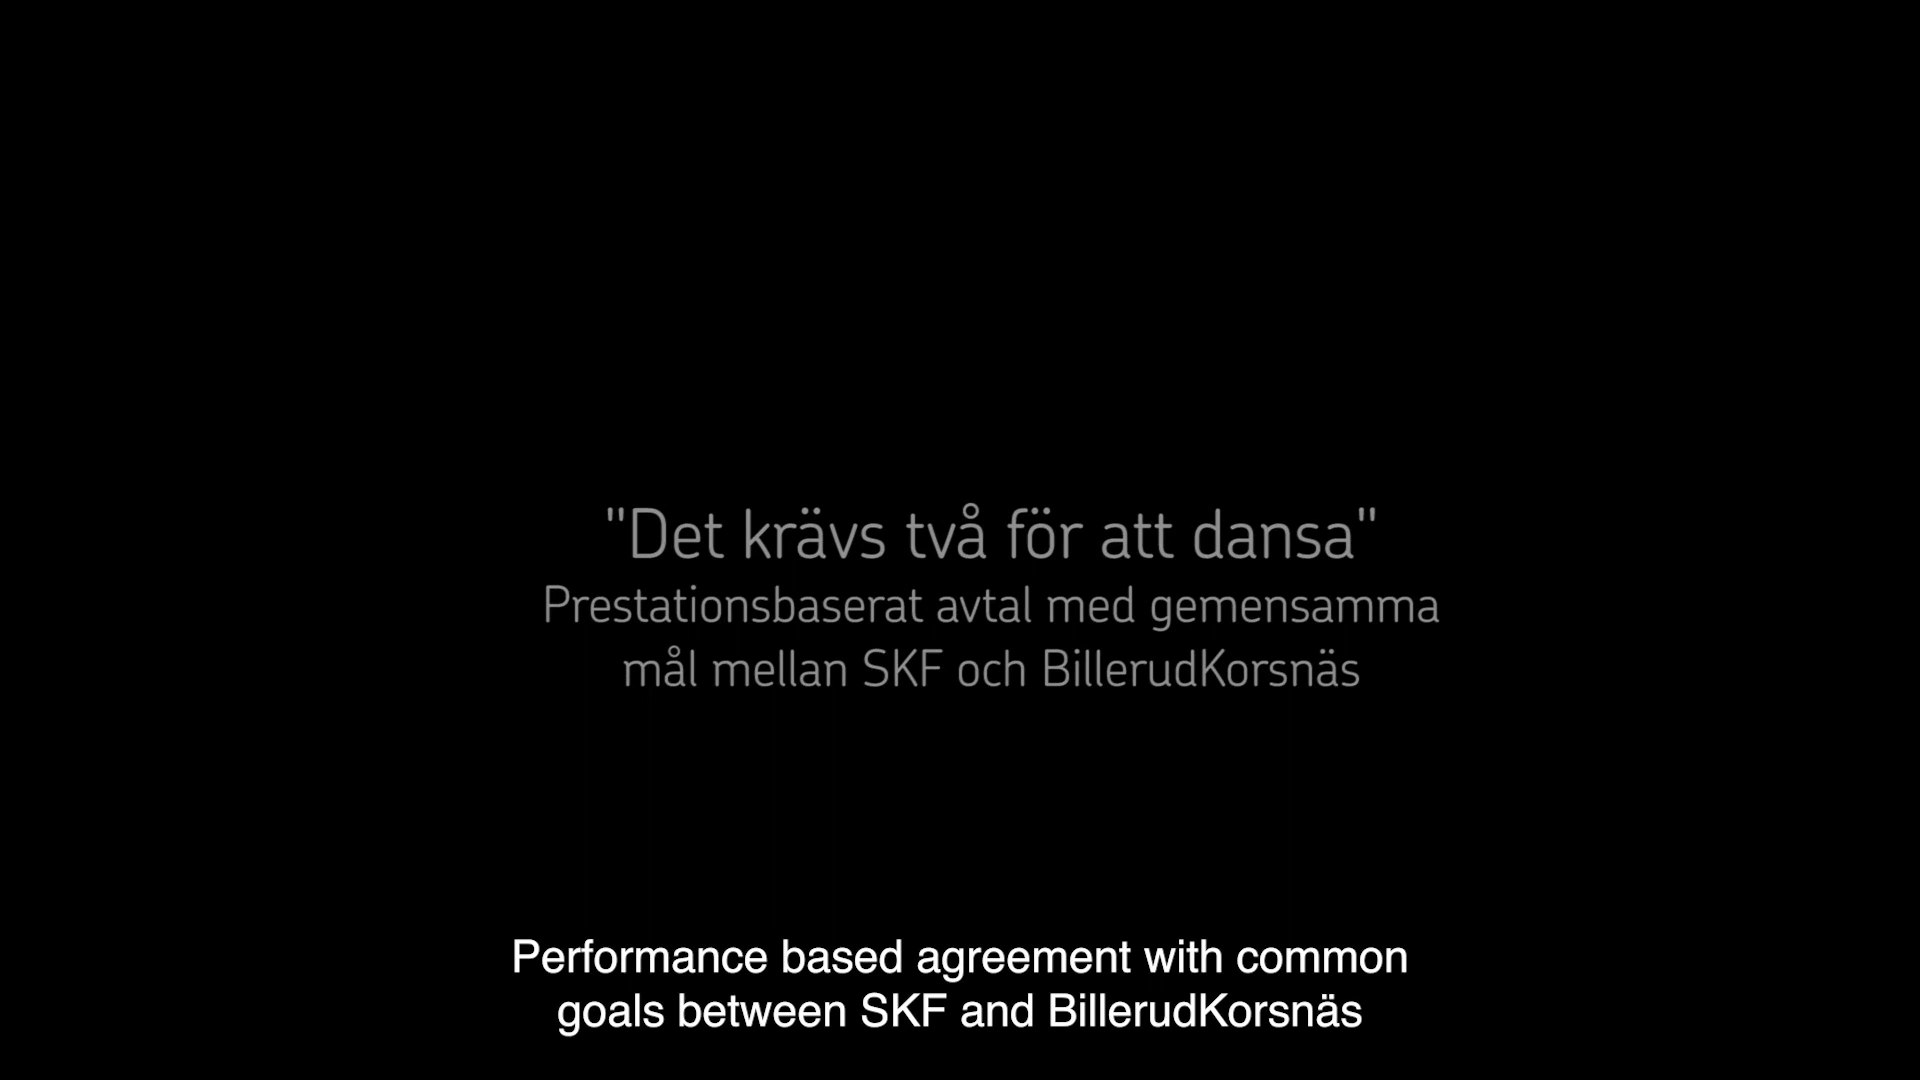 "Det krävs två för att dansa"
Prestationsbaserat avtal med gemensamma
mål mellan SKF och BillerudKorsnäs
Performance based agreement with common
goals between SKF and BillerudKorsnäs